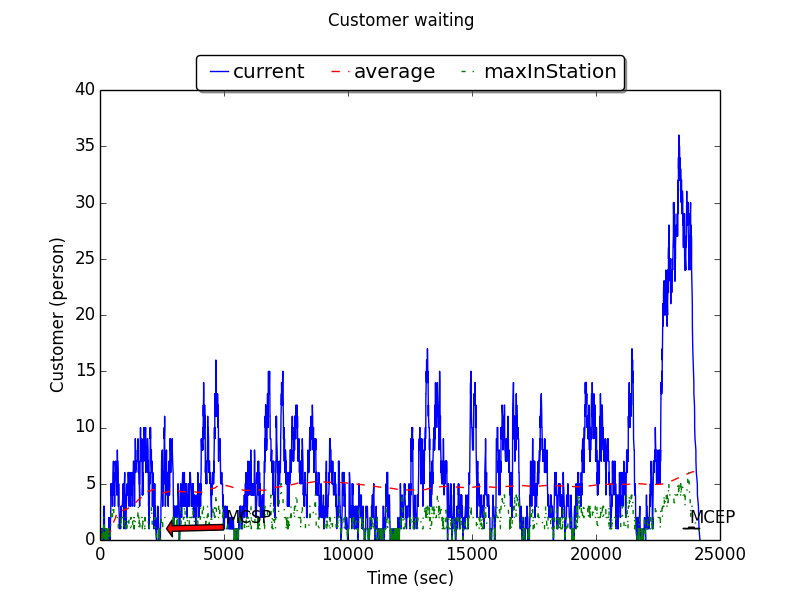 Customer waiting
current average maxInStation
40
35
30
25
20
15
10
5
0
Customer (person)
MCSP
MCEP
0 5000 10000 15000 20000 25000
Time (sec)